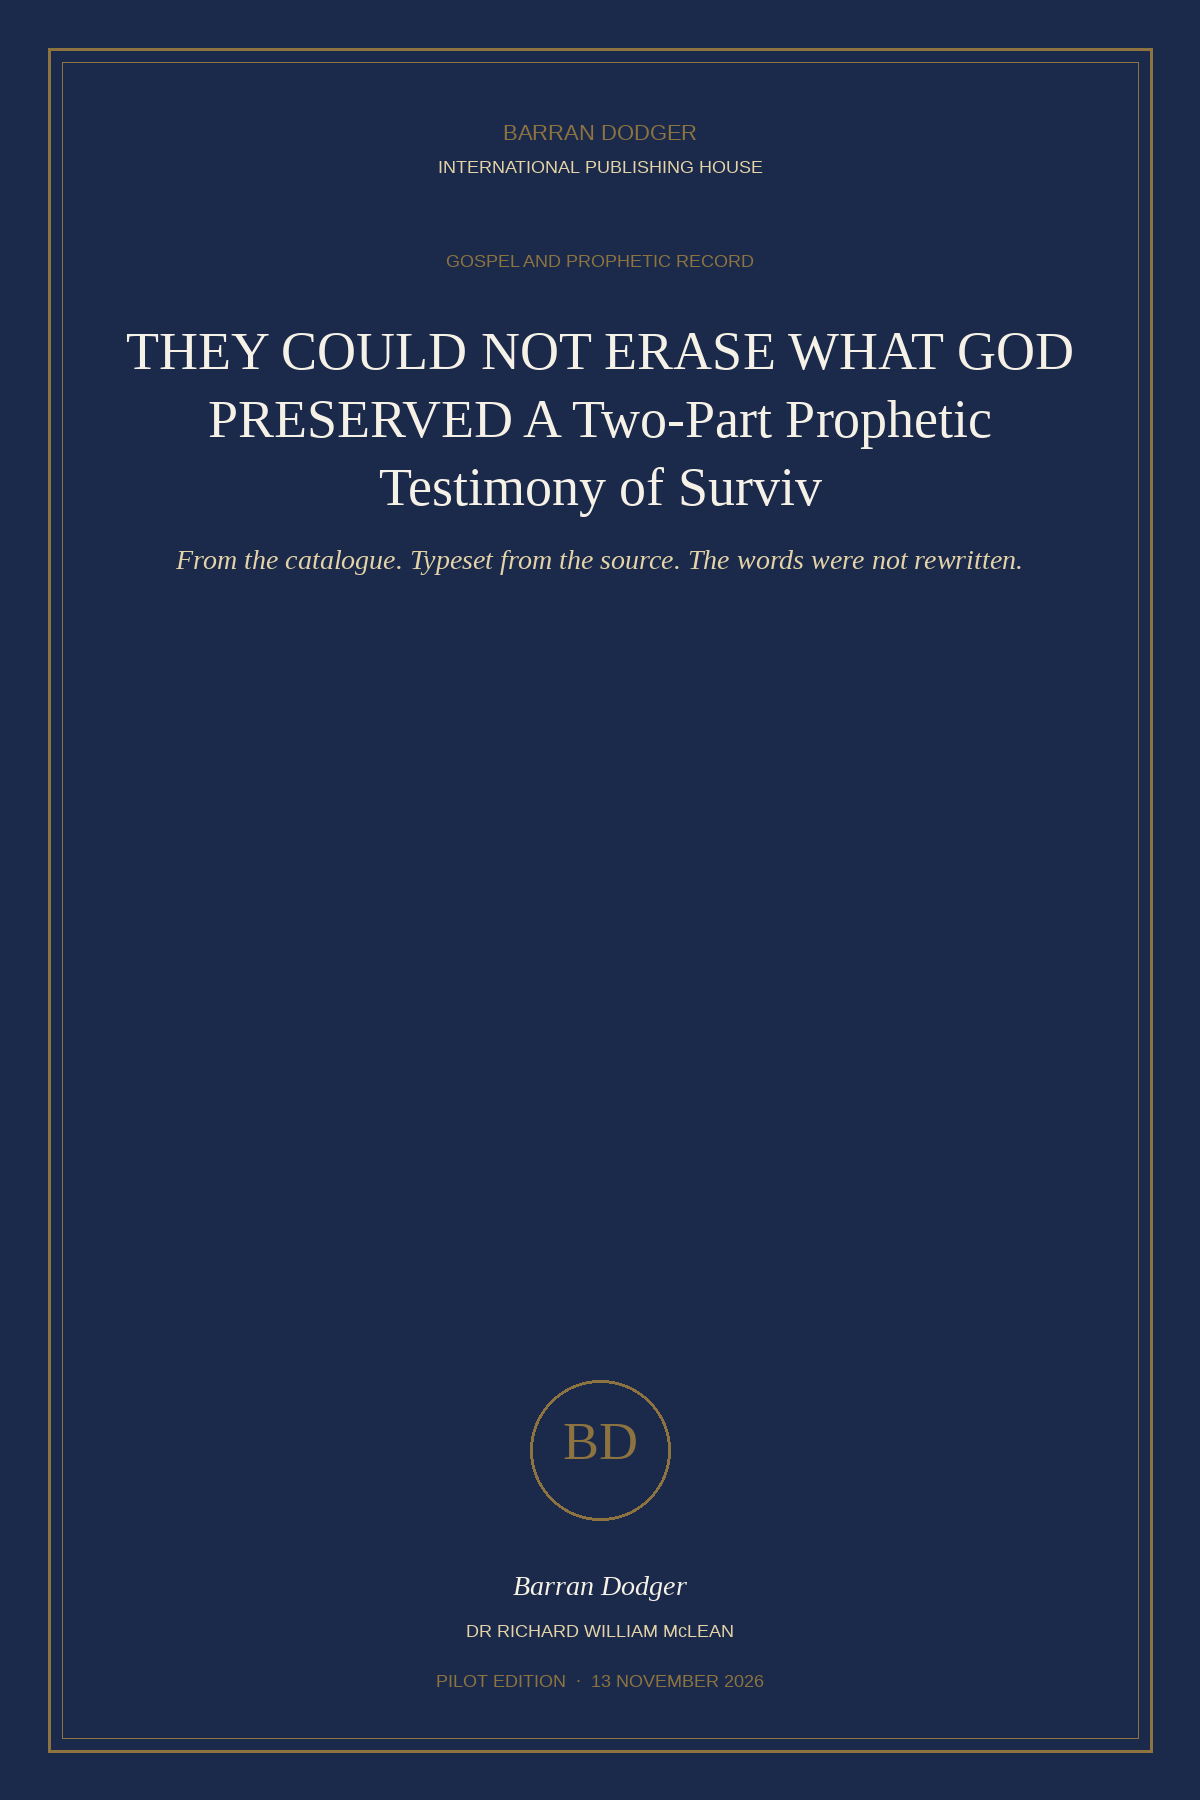 BARRAN DODGER
INTERNATIONAL PUBLISHING HOUSE
GOSPEL AND PROPHETIC RECORD
THEY COULD NOT ERASE WHAT GOD
PRESERVED A Two-Part Prophetic
Testimony of Surviv
From the catalogue. Typeset from the source. The words were not rewritten.
BD
Barran Dodger
DR RICHARD WILLIAM McLEAN
PILOT EDITION · 13 NOVEMBER 2026